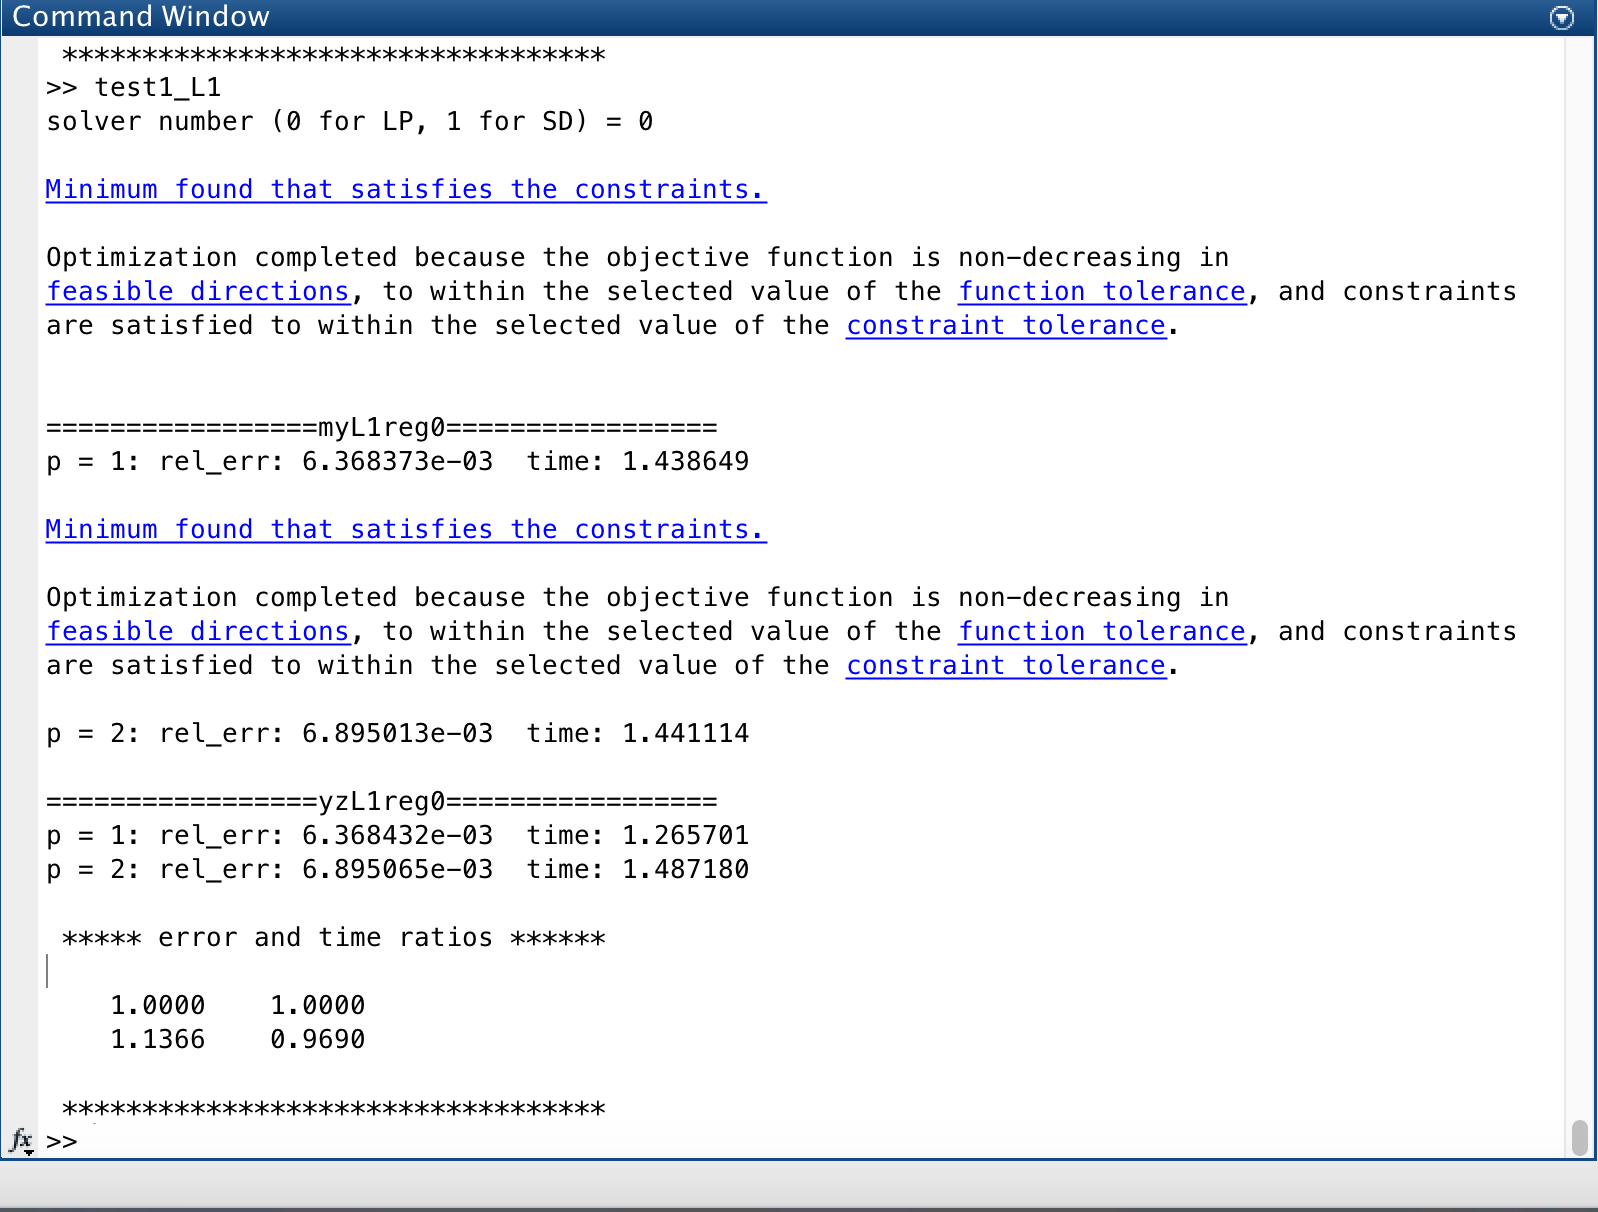 Command Window
**********************************
>> test1_L1
solver number (0 for LP, 1 for SD) = 0
Minimum found that satisfies the constraints.
Optimization completed because the objective function is non-decreasing in
feasible directions, to within the selected value of the function tolerance, and constraints
are satisfied to within the selected value of the constraint tolerance.
=================myL1reg0=================
p = 1: rel_err: 6.368373e-03  time: 1.438649
Minimum found that satisfies the constraints.
Optimization completed because the objective function is non-decreasing in
feasible directions, to within the selected value of the function tolerance, and constraints
are satisfied to within the selected value of the constraint tolerance.
p = 2: rel_err: 6.895013e-03  time: 1.441114
=================yzL1reg0=================
p = 1: rel_err: 6.368432e-03  time: 1.265701
p = 2: rel_err: 6.895065e-03  time: 1.487180
***** error and time ratios ******
1.0000    1.0000
1.1366    0.9690
**********************************
fx >>